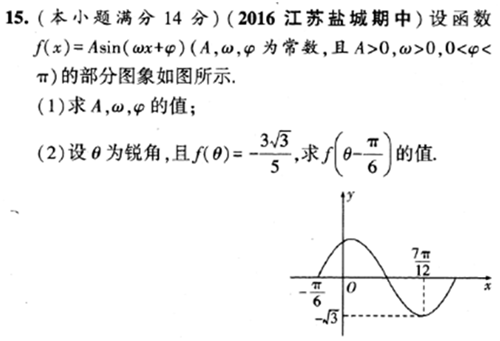 15. (本小题满分 14 分)(2016 江苏盐城期中)设函数
f(x)=Asin(ωx+φ)(A,ω,φ 为常数,且 A>0,ω>0,0<φ<
π)的部分图象如图所示.
(1)求 A,ω,φ 的值;
(2)设 θ 为锐角,且 f(θ)= -3√3/5,求 f(θ-π/6) 的值.
y
7π/12
-π/6 O x
-√3